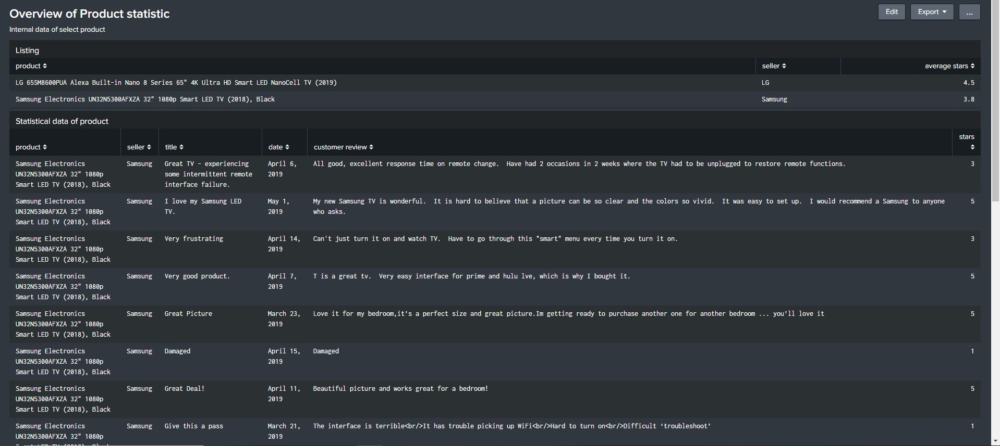 Overview of Product statistic
Edit
Export
...
Internal data of select product
Listing
product seller average stars
LG 65SM8600PUA Alexa Built-in Nano 8 Series 65" 4K Ultra HD Smart LED NanoCell TV (2019) LG 4.5
Samsung Electronics UN32N5300AFXZA 32" 1080p Smart LED TV (2018), Black Samsung 3.8
Statistical data of product
stars
product seller title date customer review
Samsung Electronics Samsung Great TV - experiencing April 6, All good, excellent response time on remote change.  Have had 2 occasions in 2 weeks where the TV had to be unplugged to restore remote functions. 3
UN32N5300AFXZA 32" 1080p some intermittent remote 2019
Smart LED TV (2018), Black interface failure.
Samsung Electronics Samsung I love my Samsung LED May 1, My new Samsung TV is wonderful.  It is hard to believe that a picture can be so clear and the colors so vivid.  It was easy to set up.  I would recommend a Samsung to anyone 5
UN32N5300AFXZA 32" 1080p TV. 2019 who asks.
Smart LED TV (2018), Black
Samsung Electronics Samsung Very frustrating April 14, Can't just turn it on and watch TV.  Have to go through this "smart" menu every time you turn it on. 3
UN32N5300AFXZA 32" 1080p 2019
Smart LED TV (2018), Black
Samsung Electronics Samsung Very good product. April 7, T is a great tv.  Very easy interface for prime and hulu lve, which is why I bought it. 5
UN32N5300AFXZA 32" 1080p 2019
Smart LED TV (2018), Black
Samsung Electronics Samsung Great Picture March 23, Love it for my bedroom,it’s a perfect size and great picture.Im getting ready to purchase another one for another bedroom ... you’ll love it 5
UN32N5300AFXZA 32" 1080p 2019
Smart LED TV (2018), Black
Samsung Electronics Samsung Damaged April 15, Damaged 1
UN32N5300AFXZA 32" 1080p 2019
Smart LED TV (2018), Black
Samsung Electronics Samsung Great Deal! April 11, Beautiful picture and works great for a bedroom! 5
UN32N5300AFXZA 32" 1080p 2019
Smart LED TV (2018), Black
Samsung Electronics Samsung Give this a pass March 21, The interface is terrible<br/>It has trouble picking up WiFi<br/>Hard to turn on<br/>Difficult ‘troubleshoot’ 1
UN32N5300AFXZA 32" 1080p 2019